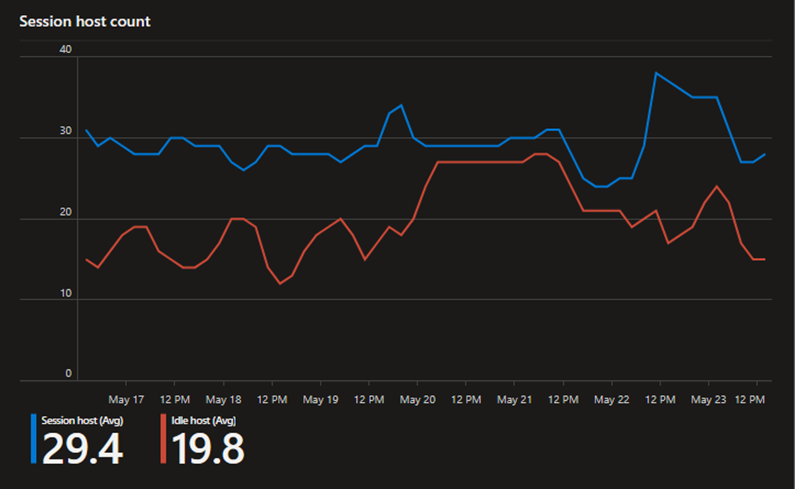 Session host count
40
30
20
10
0
May 17 12 PM May 18 12 PM May 19 12 PM May 20 12 PM May 21 12 PM May 22 12 PM May 23 12 PM
Session host (Avg) Idle host (Avg)
29.4 19.8